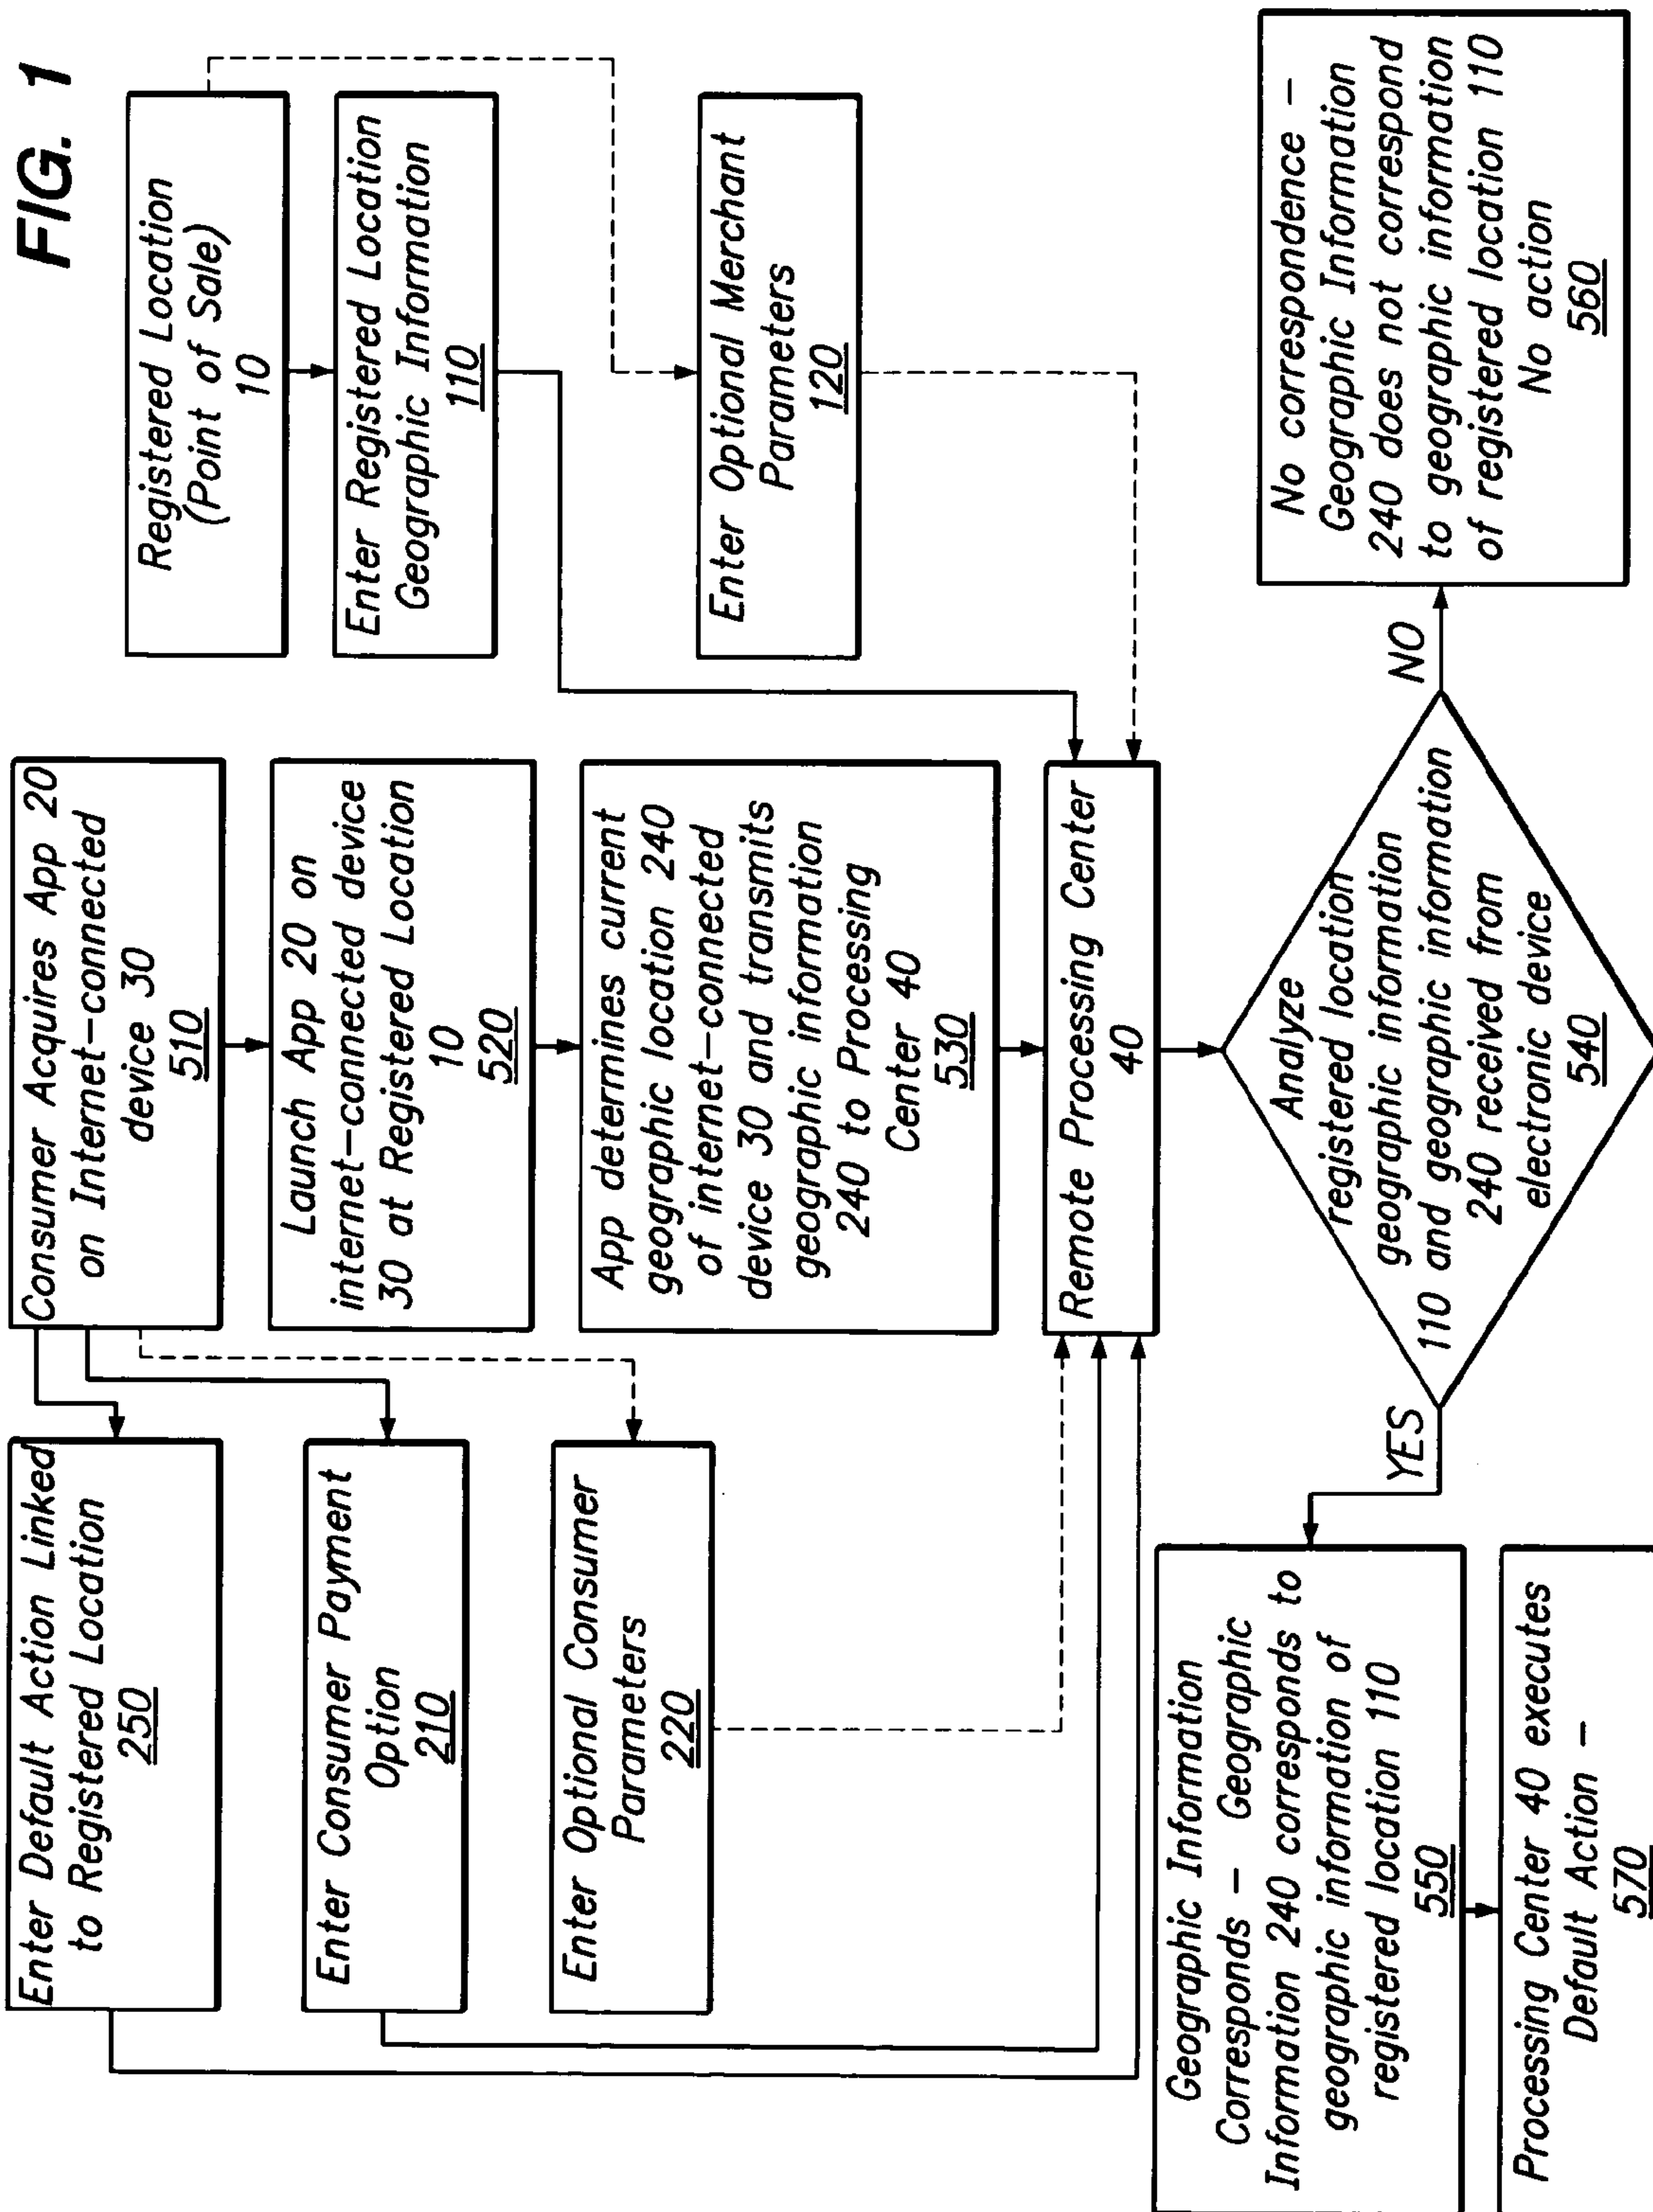 FIG. 1
Enter Default Action Linked
to Registered Location
250
Enter Consumer Payment
Option
210
Enter Optional Consumer
Parameters
220
Consumer Acquires App 20
on Internet-connected
device 30
510
Launch App 20 on
internet-connected device
30 at Registered Location
10
520
App determines current
geographic location 240
of internet-connected
device 30 and transmits
geographic information
240 to Processing
Center 40
530
Registered Location
(Point of Sale)
10
Enter Registered Location
Geographic Information
110
Enter Optional Merchant
Parameters
120
Remote Processing Center
40
Analyze
registered location
geographic information
110 and geographic information
240 received from
electronic device
540
YES
NO
Geographic Information
Corresponds - Geographic
Information 240 corresponds to
geographic information of
registered location 110
550
Processing Center 40 executes
Default Action -
570
No correspondence -
Geographic Information
240 does not correspond
to geographic information
of registered location 110
No action
560